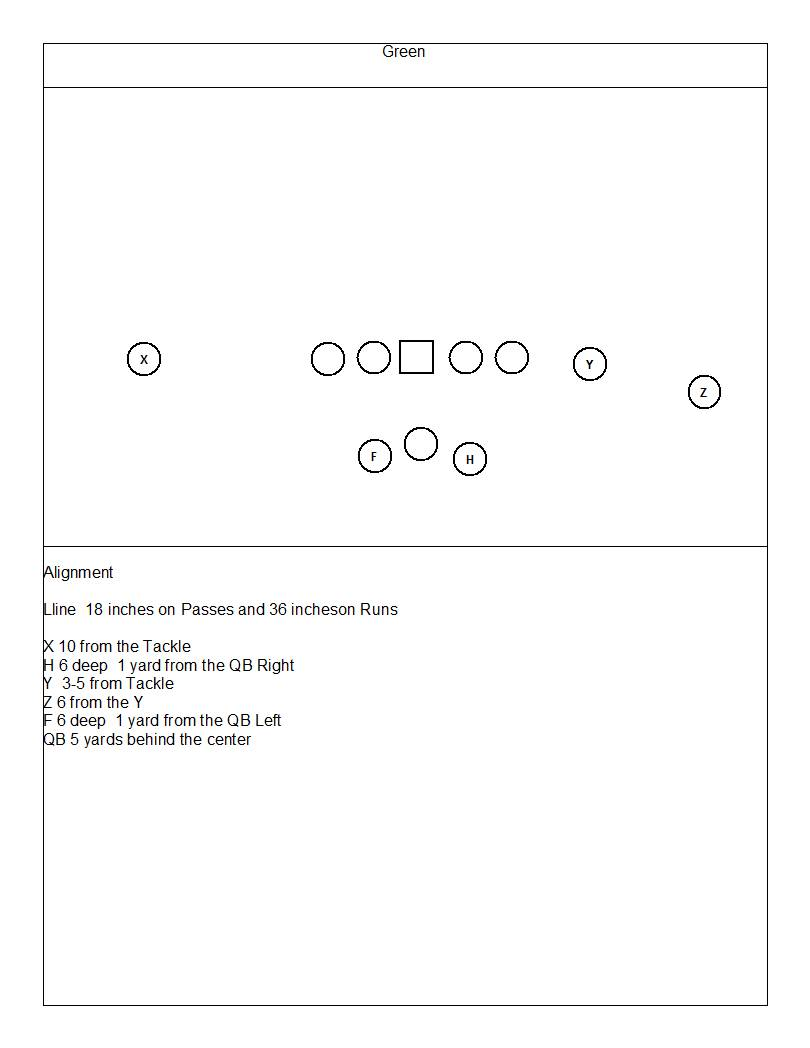 Green
X
Y
Z
F
H
Alignment
Lline  18 inches on Passes and 36 incheson Runs
X 10 from the Tackle
H 6 deep  1 yard from the QB Right
Y  3-5 from Tackle
Z 6 from the Y
F 6 deep  1 yard from the QB Left
QB 5 yards behind the center